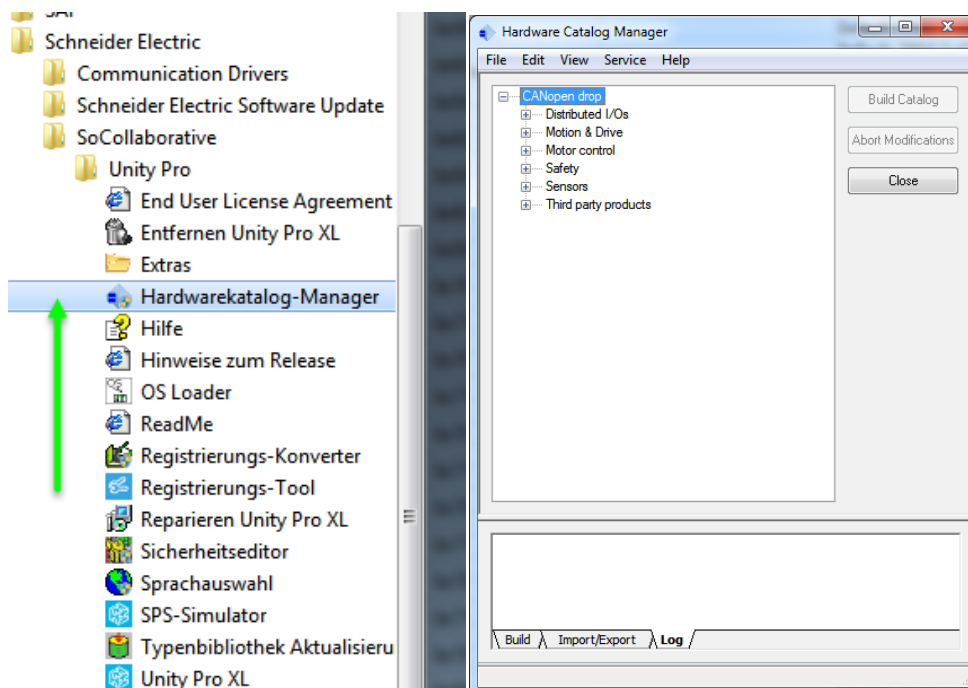 SAP
Schneider Electric
Communication Drivers
Schneider Electric Software Update
SoCollaborative
Unity Pro
End User License Agreement
Entfernen Unity Pro XL
Extras
Hardwarekatalog-Manager
Hilfe
Hinweise zum Release
OS Loader
ReadMe
Registrierungs-Konverter
Registrierungs-Tool
Reparieren Unity Pro XL
Sicherheitseditor
Sprachauswahl
SPS-Simulator
Typenbibliothek Aktualisieru
Unity Pro XL
Hardware Catalog Manager
File Edit View Service Help
CANopen drop
Distributed I/Os
Motion & Drive
Motor control
Safety
Sensors
Third party products
Build Catalog
Abort Modifications
Close
Build Import/Export Log